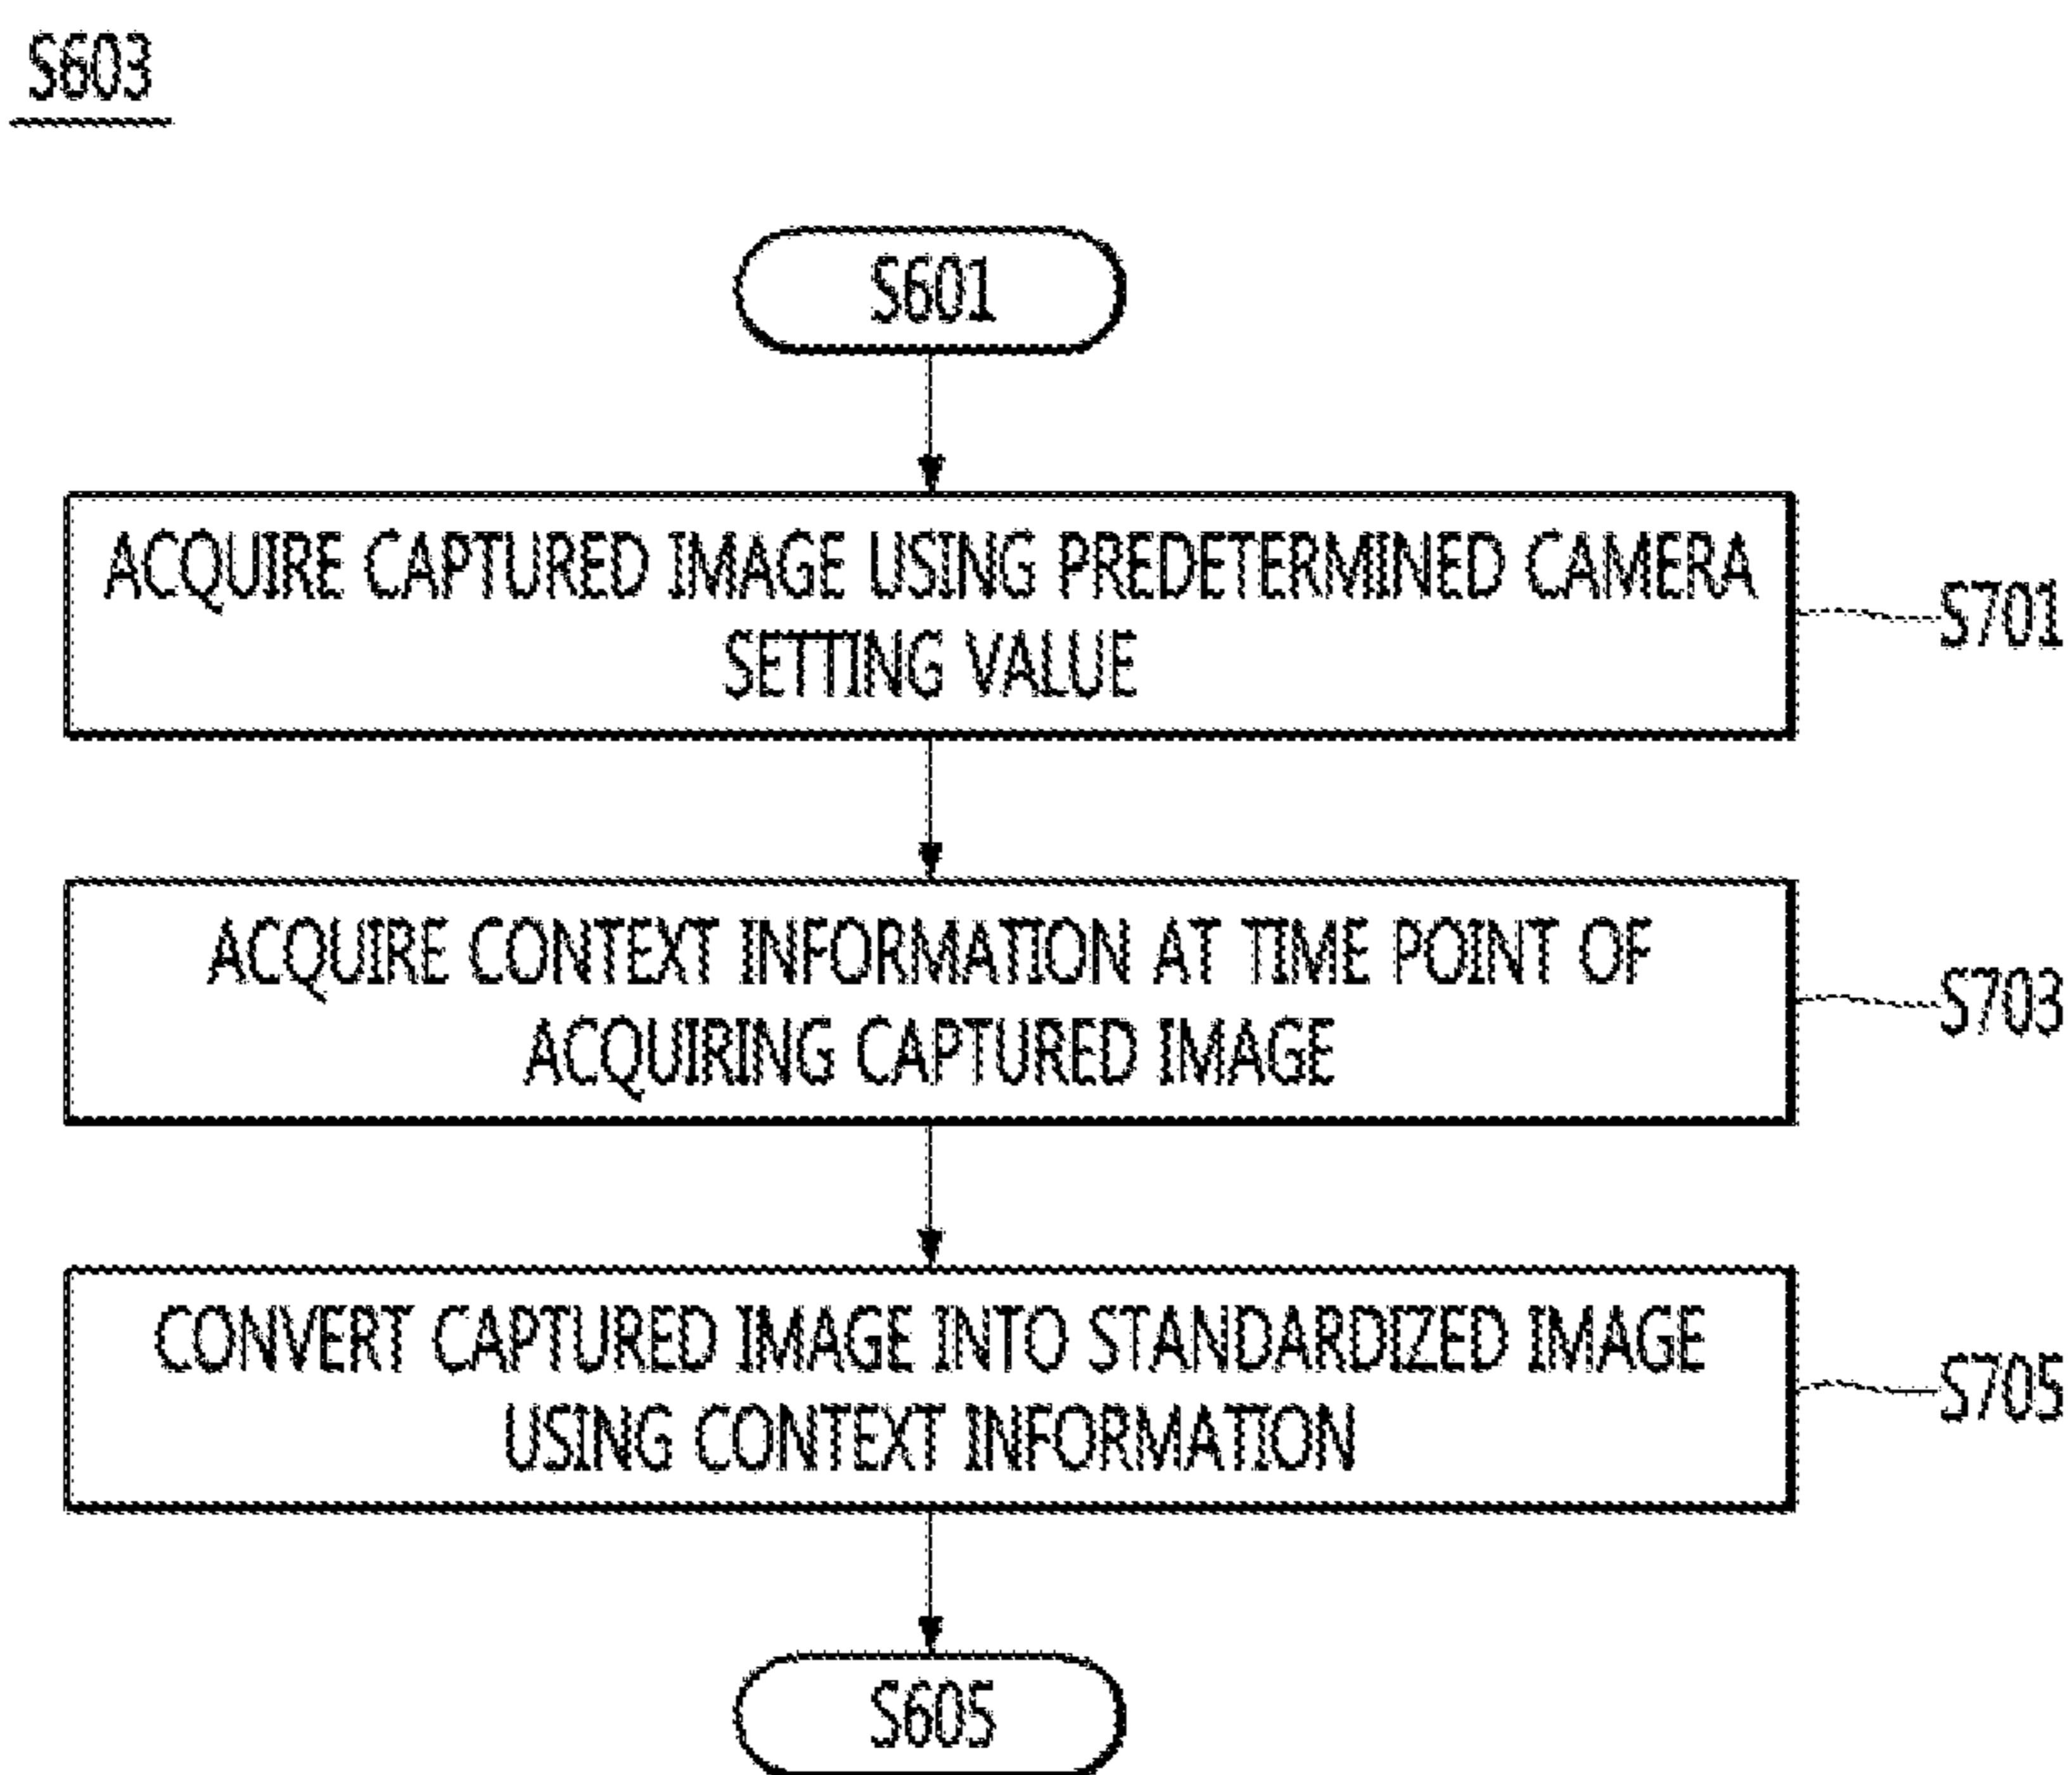 S603
S601
ACQUIRE CAPTURED IMAGE USING PREDETERMINED CAMERA
SETTING VALUE
S701
ACQUIRE CONTEXT INFORMATION AT TIME POINT OF
ACQUIRING CAPTURED IMAGE
S703
CONVERT CAPTURED IMAGE INTO STANDARDIZED IMAGE
USING CONTEXT INFORMATION
S705
S605